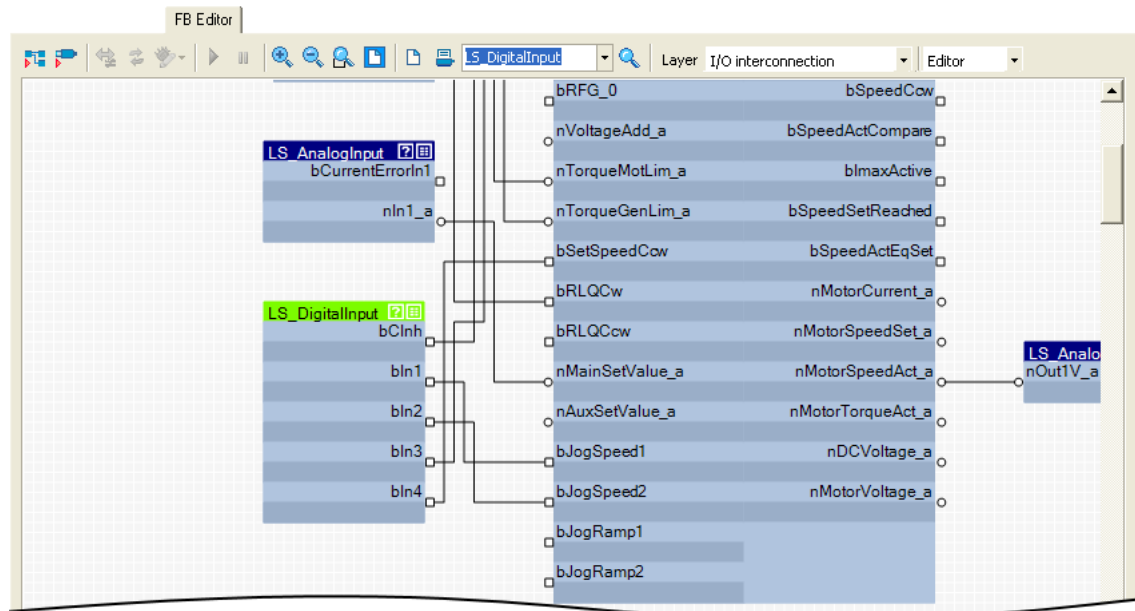 FB Editor
LS_DigitalInput
Layer I/O interconnection
Editor
LS_AnalogInput
bCurrentErrorIn1
nIn1_a
LS_DigitalInput
bCInh
bIn1
bIn2
bIn3
bIn4
bRFG_0
bSpeedCcw
nVoltageAdd_a
bSpeedActCompare
nTorqueMotLim_a
bImaxActive
nTorqueGenLim_a
bSpeedSetReached
bSetSpeedCcw
bSpeedActEqSet
bRLQCw
nMotorCurrent_a
bRLQCcw
nMotorSpeedSet_a
nMainSetValue_a
nMotorSpeedAct_a
nAuxSetValue_a
nMotorTorqueAct_a
bJogSpeed1
nDCVoltage_a
bJogSpeed2
nMotorVoltage_a
bJogRamp1
bJogRamp2
LS_Analo
nOut1V_a